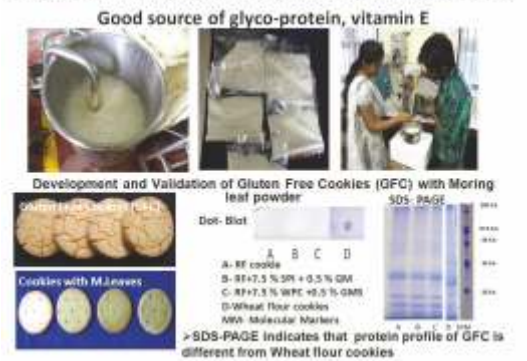 Good source of glyco-protein, vitamin E
Development and Validation of Gluten Free Cookies (GFC) with Moring
leaf powder
SDS- PAGE
Dot- Blot
A B C D
A- RF cookie
B- RF+7.5 % SPI + 0.5 % GM
C- RF+7.5 % WPC +0.5 % GMS
D-Wheat flour cookies
MM- Molecular Markers
Cookies with M.Leaves
A B C D MM
➢SDS-PAGE indicates that protein profile of GFC is
different from Wheat flour cookies